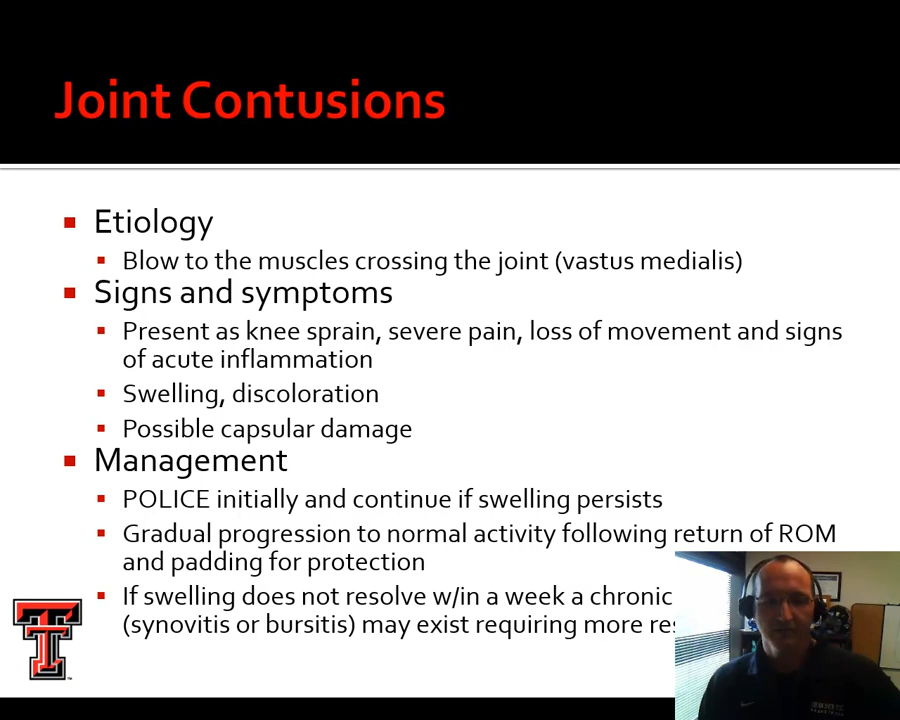 Joint Contusions
Etiology
Blow to the muscles crossing the joint (vastus medialis)
Signs and symptoms
Present as knee sprain, severe pain, loss of movement and signs
of acute inflammation
Swelling, discoloration
Possible capsular damage
Management
POLICE initially and continue if swelling persists
Gradual progression to normal activity following return of ROM
and padding for protection
If swelling does not resolve w/in a week a chronic
(synovitis or bursitis) may exist requiring more